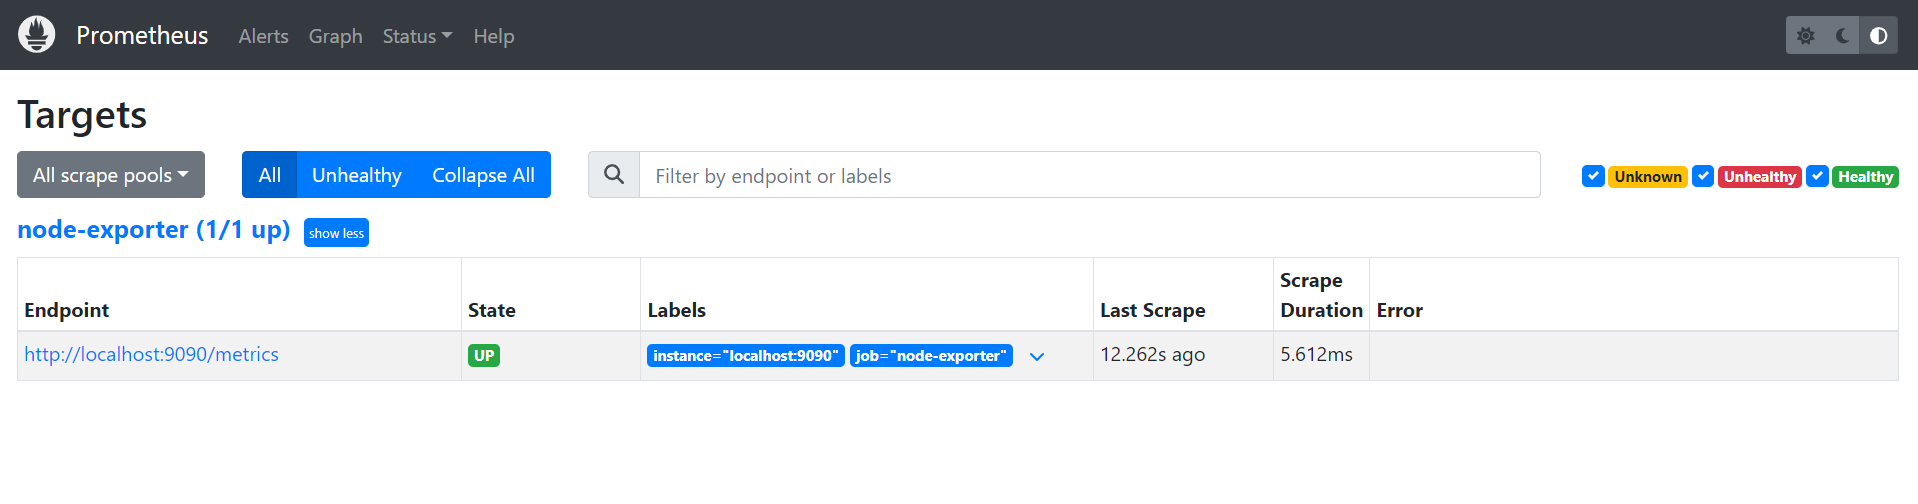 Prometheus Alerts Graph Status Help
Targets
All scrape pools All Unhealthy Collapse All Filter by endpoint or labels Unknown Unhealthy Healthy
node-exporter (1/1 up) show less
Endpoint State Labels Last Scrape Scrape Duration Error
http://localhost:9090/metrics UP instance="localhost:9090" job="node-exporter" 12.262s ago 5.612ms